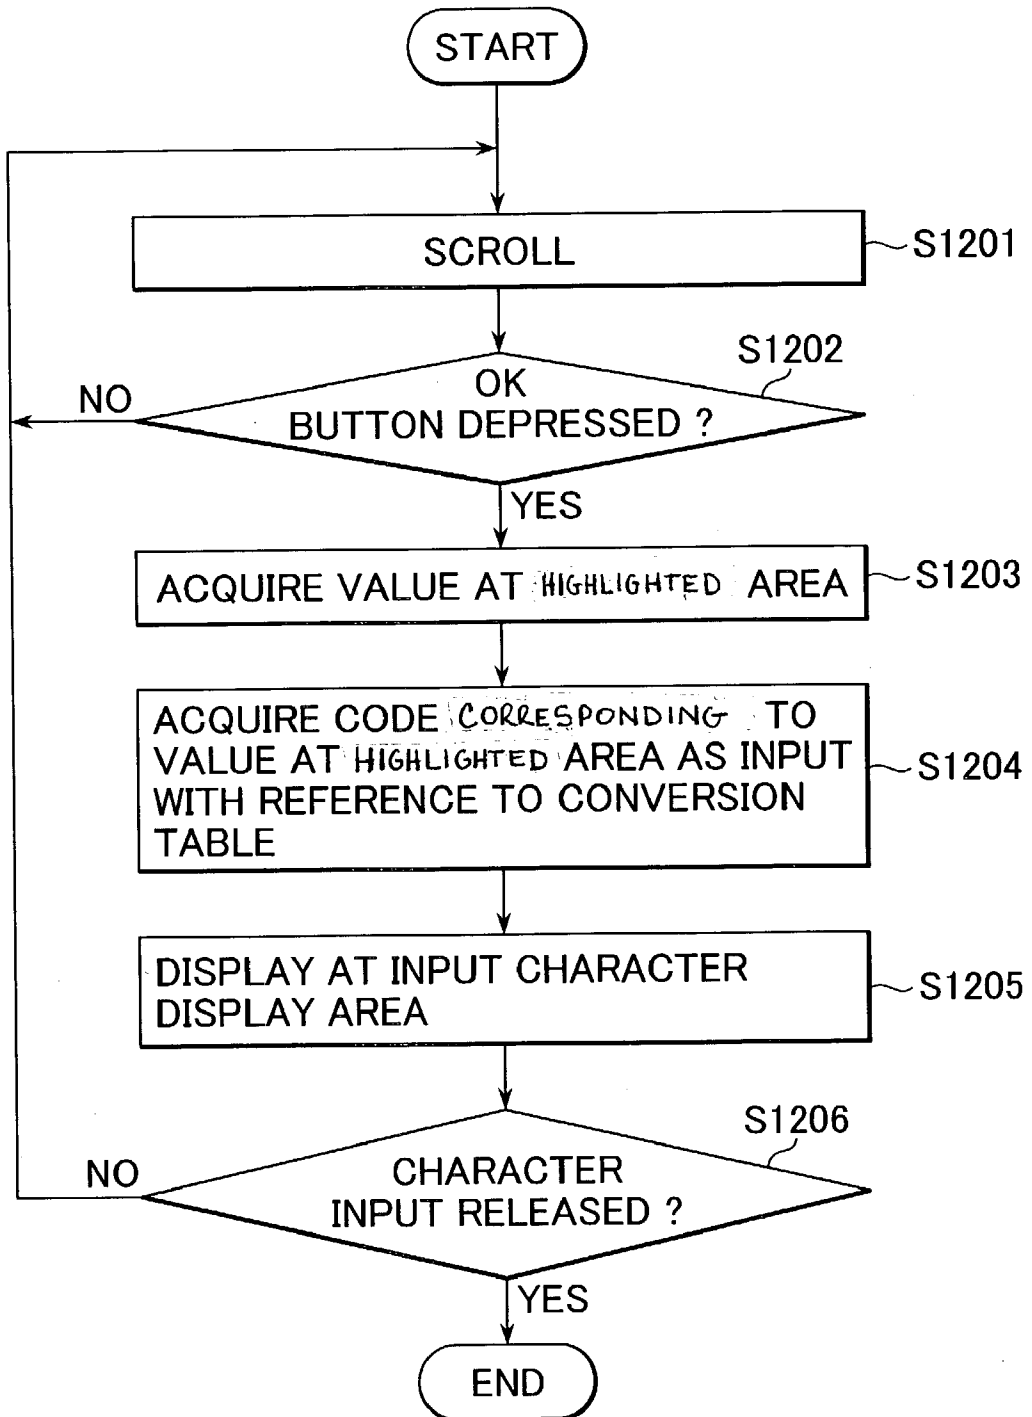 START
SCROLL
S1201
S1202
OK
BUTTON DEPRESSED ?
NO
YES
ACQUIRE VALUE AT HIGHLIGHTED AREA
S1203
ACQUIRE CODE CORRESPONDING TO
VALUE AT HIGHLIGHTED AREA AS INPUT
WITH REFERENCE TO CONVERSION
TABLE
S1204
DISPLAY AT INPUT CHARACTER
DISPLAY AREA
S1205
S1206
CHARACTER
INPUT RELEASED ?
NO
YES
END